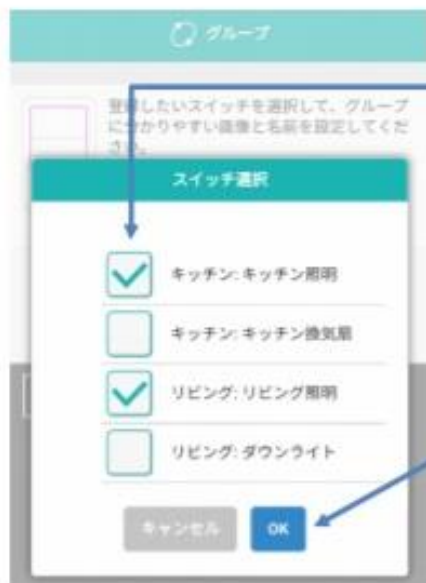 グループ
登録したいスイッチを選択して、グループ
に分かりやすい画像と名前を設定してくだ
さい。
スイッチ選択
キッチン: キッチン照明
キッチン: キッチン換気扇
リビング: リビング照明
リビング: ダウンライト
キャンセル
OK